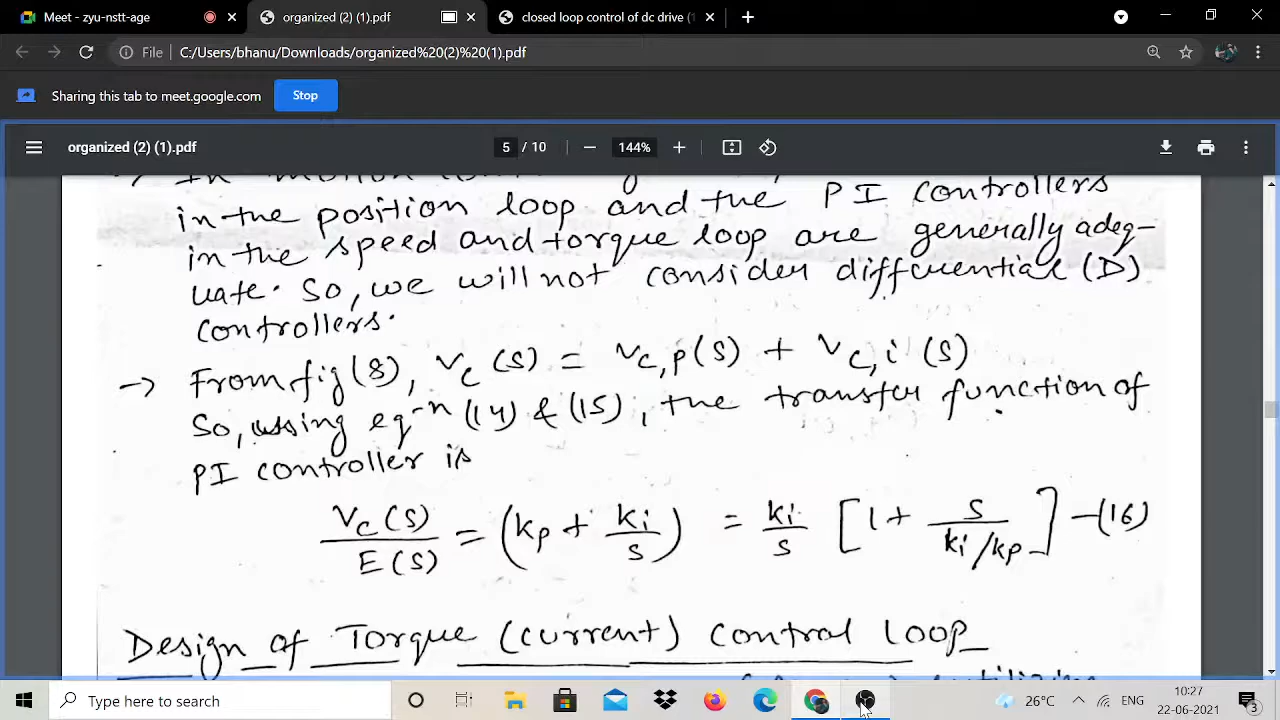 Meet - zyu-nstt-age
organized (2) (1).pdf
closed loop control of dc drive (1
File C:/Users/bhanu/Downloads/organized%20(2)%20(1).pdf
Sharing this tab to meet.google.com Stop
organized (2) (1).pdf 5 / 10 144%
in the position loop and the PI controllers
in the speed and torque loop are generally adeq-
uate. So, we will not consider differential (D)
controllers.
→ From fig (8), Vc (s) = Vc,p(s) + Vc,i (s)
So, using eq-n (14) & (15), the transfer function of
PI controller is
Vc(s) / E(s) = (kp + ki/s) = ki/s [1 + s / ki/kp] -(16)
Design of Torque (current) control loop
Type here to search
26°C ENG 10:27
22-06-2021 3